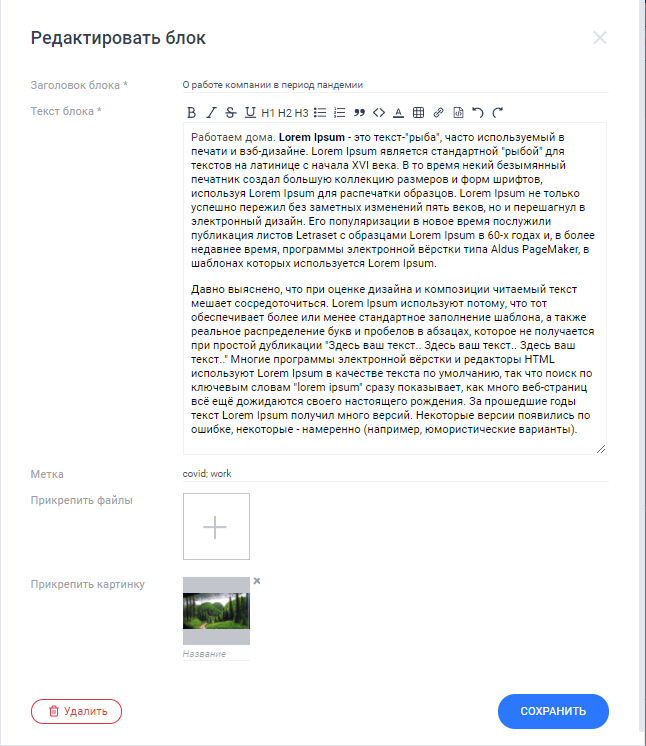 Редактировать блок
Заголовок блока *
О работе компании в период пандемии
Текст блока *
B I S U H1 H2 H3
Работаем дома. Lorem Ipsum - это текст-"рыба", часто используемый в
печати и вэб-дизайне. Lorem Ipsum является стандартной "рыбой" для
текстов на латинице с начала XVI века. В то время некий безымянный
печатник создал большую коллекцию размеров и форм шрифтов,
используя Lorem Ipsum для распечатки образцов. Lorem Ipsum не только
успешно пережил без заметных изменений пять веков, но и перешагнул в
электронный дизайн. Его популяризации в новое время послужили
публикация листов Letraset с образцами Lorem Ipsum в 60-х годах и, в более
недавнее время, программы электронной вёрстки типа Aldus PageMaker, в
шаблонах которых используется Lorem Ipsum.
Давно выяснено, что при оценке дизайна и композиции читаемый текст
мешает сосредоточиться. Lorem Ipsum используют потому, что тот
обеспечивает более или менее стандартное заполнение шаблона, а также
реальное распределение букв и пробелов в абзацах, которое не получается
при простой дубликации "Здесь ваш текст.. Здесь ваш текст.. Здесь ваш
текст.." Многие программы электронной вёрстки и редакторы HTML
используют Lorem Ipsum в качестве текста по умолчанию, так что поиск по
ключевым словам "lorem ipsum" сразу показывает, как много веб-страниц
всё ещё дожидаются своего настоящего рождения. За прошедшие годы
текст Lorem Ipsum получил много версий. Некоторые версии появились по
ошибке, некоторые - намеренно (например, юмористические варианты).
Метка
covid; work
Прикрепить файлы
Прикрепить картинку
Название
Удалить
СОХРАНИТЬ